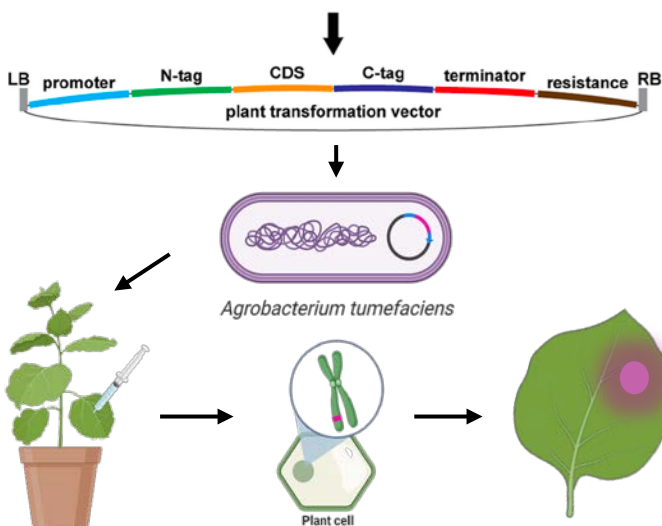 LB promoter N-tag CDS C-tag terminator resistance RB
plant transformation vector
Agrobacterium tumefaciens
Plant cell